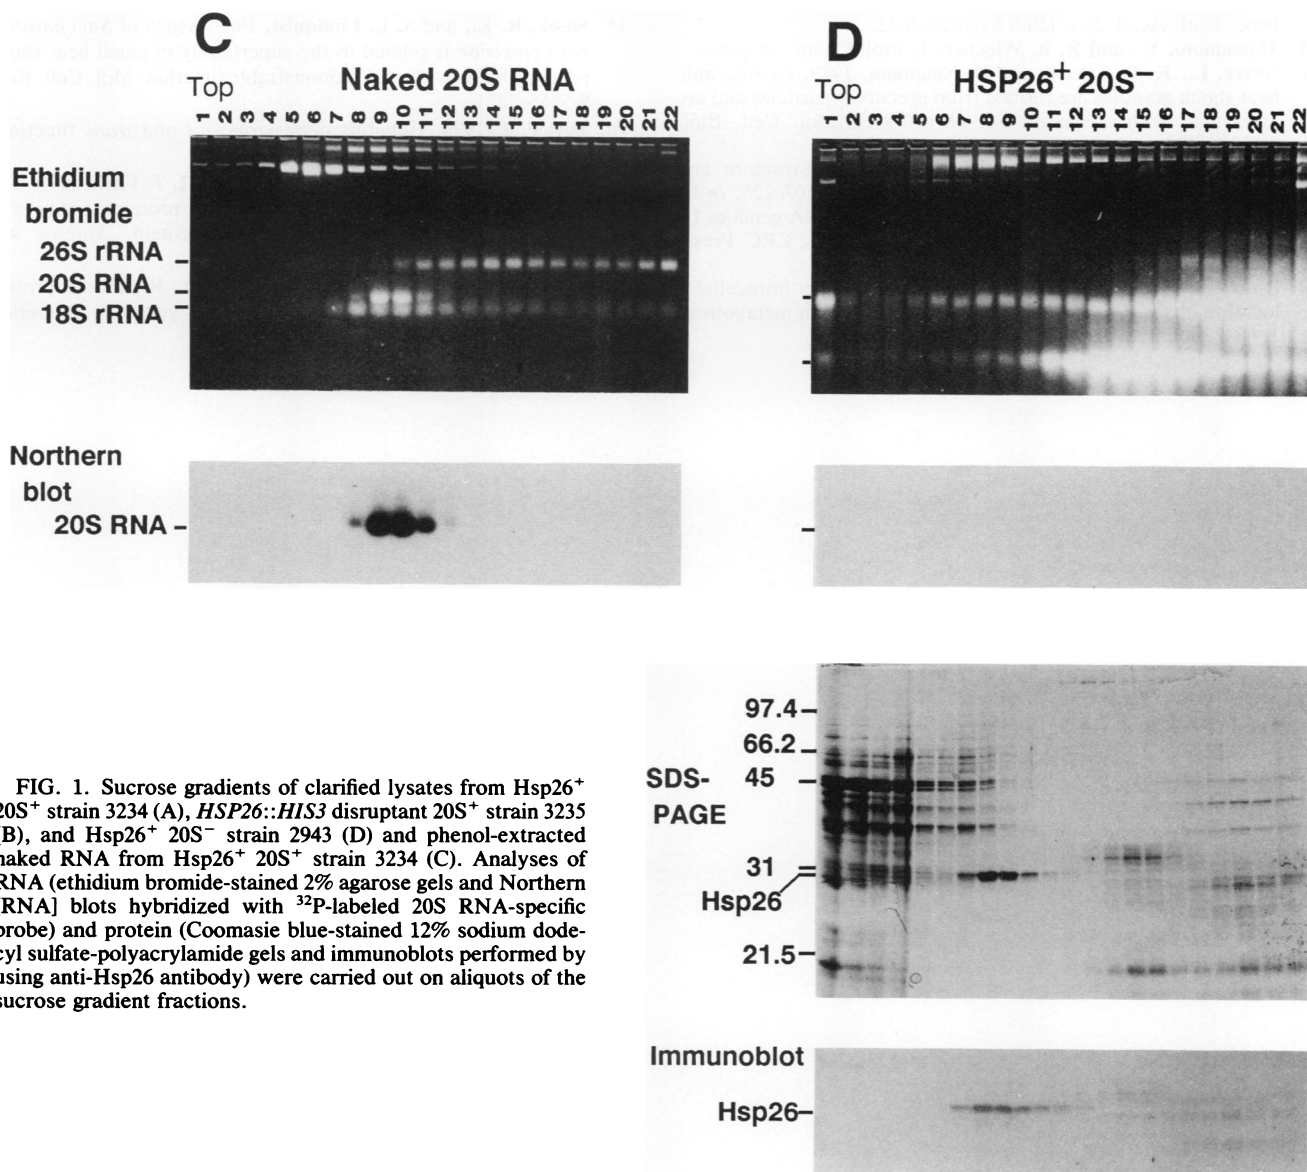 C
Naked 20S RNA
Top
1 2 3 4 5 6 7 8 9 10 11 12 13 14 15 16 17 18 19 20 21 22
Ethidium
bromide
26S rRNA
20S RNA
18S rRNA
Northern
blot
20S RNA
D
HSP26+ 20S−
Top
1 2 3 4 5 6 7 8 9 10 11 12 13 14 15 16 17 18 19 20 21 22
97.4
66.2
SDS-
PAGE
45
31
Hsp26
21.5
Immunoblot
Hsp26
FIG. 1. Sucrose gradients of clarified lysates from Hsp26+
20S+ strain 3234 (A), HSP26::HIS3 disruptant 20S+ strain 3235
(B), and Hsp26+ 20S− strain 2943 (D) and phenol-extracted
naked RNA from Hsp26+ 20S+ strain 3234 (C). Analyses of
RNA (ethidium bromide-stained 2% agarose gels and Northern
[RNA] blots hybridized with 32P-labeled 20S RNA-specific
probe) and protein (Coomasie blue-stained 12% sodium dode-
cyl sulfate-polyacrylamide gels and immunoblots performed by
using anti-Hsp26 antibody) were carried out on aliquots of the
sucrose gradient fractions.